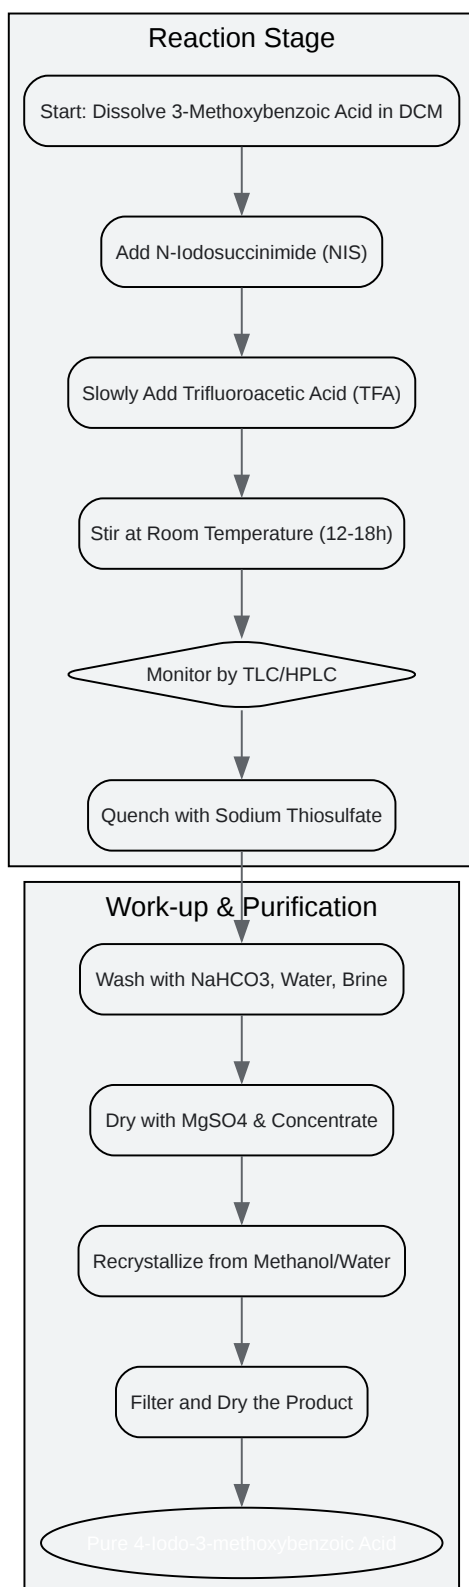 Reaction Stage
Start: Dissolve 3-Methoxybenzoic Acid in DCM
Add N-Iodosuccinimide (NIS)
Slowly Add Trifluoroacetic Acid (TFA)
Stir at Room Temperature (12-18h)
Monitor by TLC/HPLC
Quench with Sodium Thiosulfate
Work-up & Purification
Wash with NaHCO3, Water, Brine
Dry with MgSO4 & Concentrate
Recrystallize from Methanol/Water
Filter and Dry the Product
Pure 4-Iodo-3-methoxybenzoic Acid